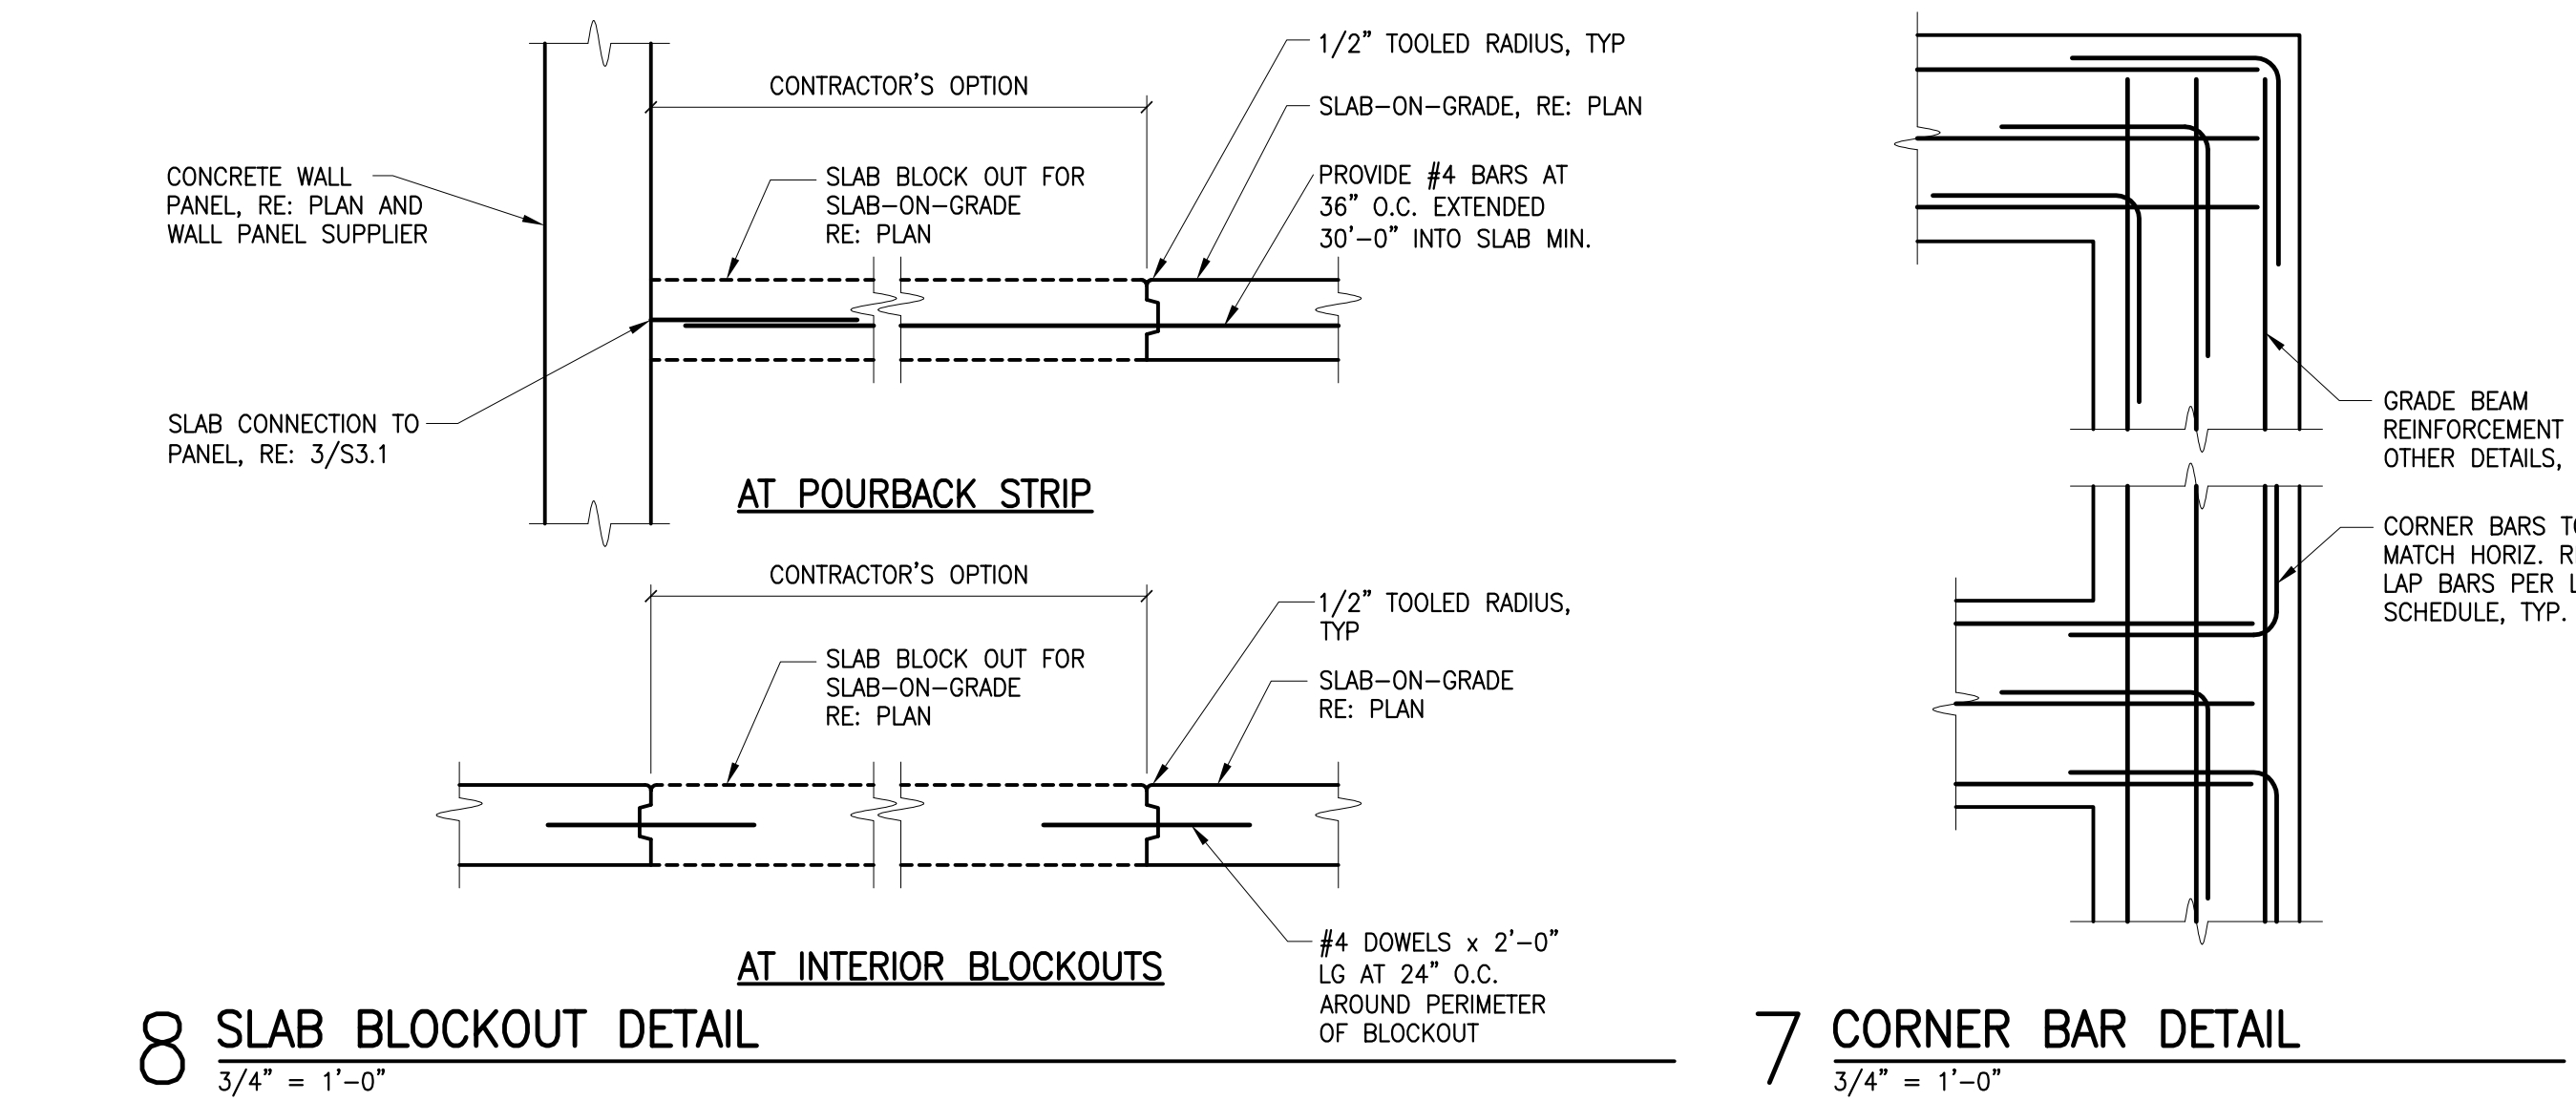 CONTRACTOR'S OPTION
1/2" TOOLED RADIUS, TYP
SLAB-ON-GRADE, RE: PLAN
PROVIDE #4 BARS AT
36" O.C. EXTENDED
30'-0" INTO SLAB MIN.
CONCRETE WALL
PANEL, RE: PLAN AND
WALL PANEL SUPPLIER
SLAB BLOCK OUT FOR
SLAB-ON-GRADE
RE: PLAN
SLAB CONNECTION TO
PANEL, RE: 3/S3.1
AT POURBACK STRIP
CONTRACTOR'S OPTION
1/2" TOOLED RADIUS,
TYP
SLAB BLOCK OUT FOR
SLAB-ON-GRADE
RE: PLAN
SLAB-ON-GRADE
RE: PLAN
#4 DOWELS x 2'-0"
LG AT 24" O.C.
AROUND PERIMETER
OF BLOCKOUT
AT INTERIOR BLOCKOUTS
8 SLAB BLOCKOUT DETAIL
3/4" = 1'-0"
GRADE BEAM
REINFORCEMENT
OTHER DETAILS,
CORNER BARS
MATCH HORIZ.
LAP BARS PER
SCHEDULE, TYP.
7 CORNER BAR DETAIL
3/4" = 1'-0"